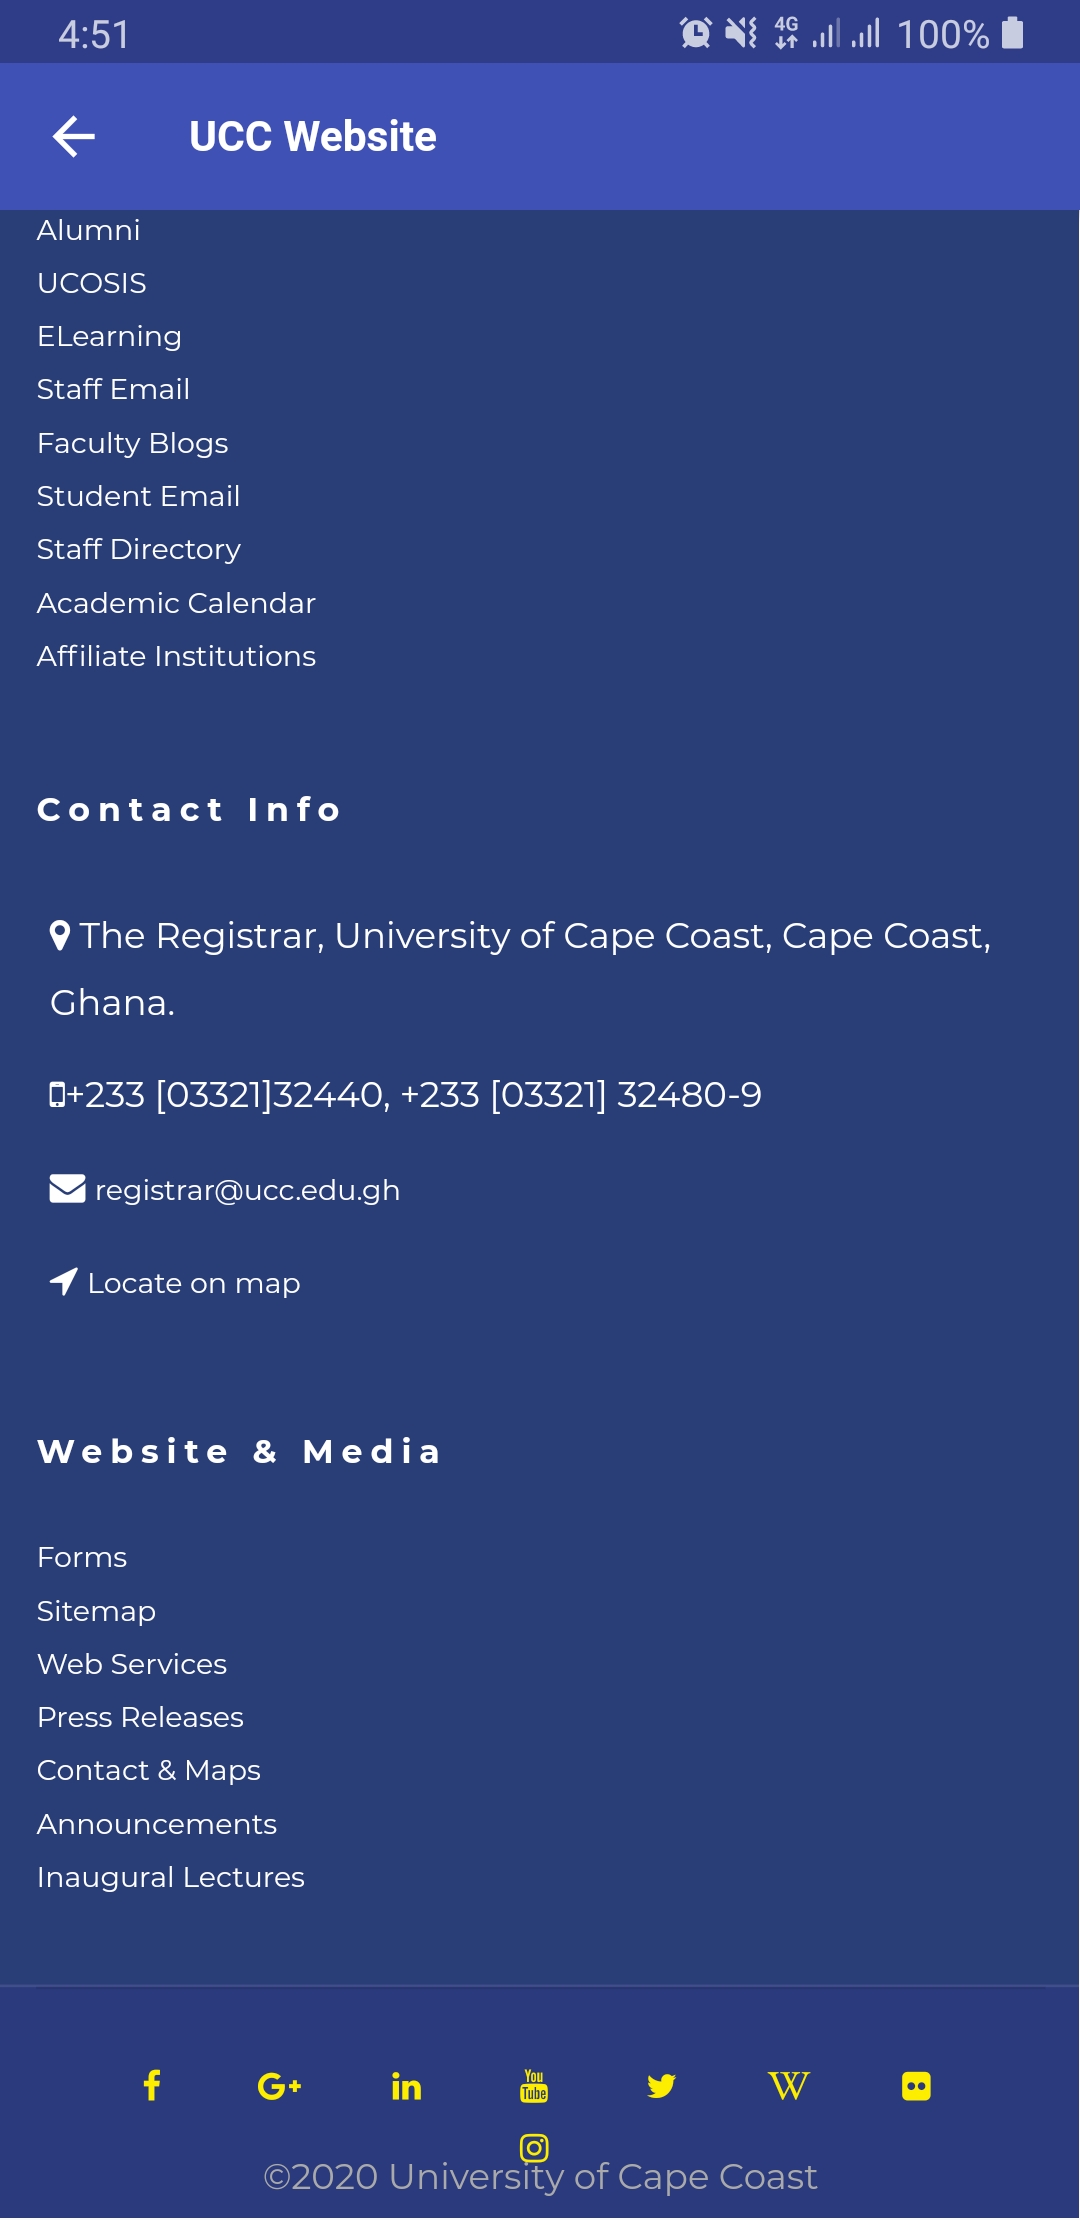 4:51
4G 100%
UCC Website
Alumni
UCOSIS
ELearning
Staff Email
Faculty Blogs
Student Email
Staff Directory
Academic Calendar
Affiliate Institutions
Contact Info
The Registrar, University of Cape Coast, Cape Coast,
Ghana.
+233 [03321]32440, +233 [03321] 32480-9
registrar@ucc.edu.gh
Locate on map
Website & Media
Forms
Sitemap
Web Services
Press Releases
Contact & Maps
Announcements
Inaugural Lectures
f G+ in You Tube W
©2020 University of Cape Coast